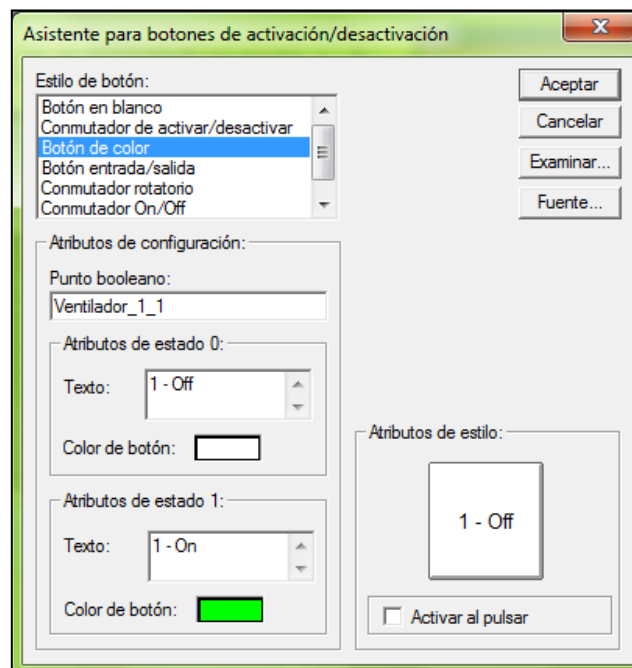 Asistente para botones de activación/desactivación
Estilo de botón:
Botón en blanco
Conmutador de activar/desactivar
Botón de color
Botón entrada/salida
Conmutador rotatorio
Conmutador On/Off
Aceptar
Cancelar
Examinar...
Fuente...
Atributos de configuración:
Punto booleano:
Ventilador_1_1
Atributos de estado 0:
Texto:
1 - Off
Color de botón:
Atributos de estado 1:
Texto:
1 - On
Color de botón:
Atributos de estilo:
1 - Off
Activar al pulsar